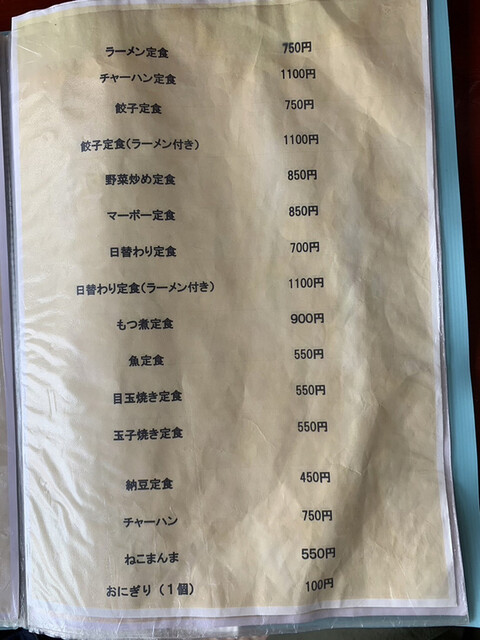 ラーメン定食 750円
チャーハン定食 1100円
餃子定食 750円
餃子定食(ラーメン付き) 1100円
野菜炒め定食 850円
マーボー定食 850円
日替わり定食 700円
日替わり定食(ラーメン付き) 1100円
もつ煮定食 900円
魚定食 550円
目玉焼き定食 550円
玉子焼き定食 550円
納豆定食 450円
チャーハン 750円
ねこまんま 550円
おにぎり(1個) 100円